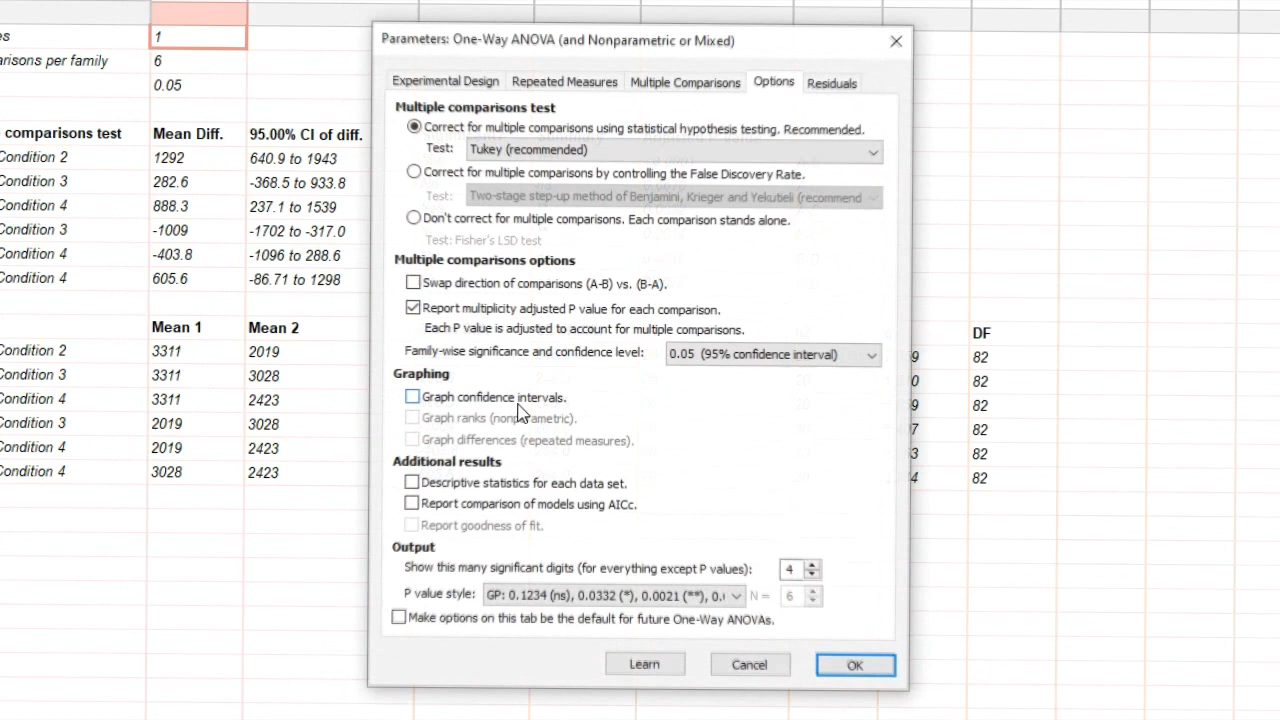 Parameters: One-Way ANOVA (and Nonparametric or Mixed)
Experimental Design Repeated Measures Multiple Comparisons Options Residuals
Multiple comparisons test
Correct for multiple comparisons using statistical hypothesis testing. Recommended.
Test: Tukey (recommended)
Correct for multiple comparisons by controlling the False Discovery Rate.
Test: Two-stage step-up method of Benjamini, Krieger and Yekutieli (recommend
Don't correct for multiple comparisons. Each comparison stands alone.
Test: Fisher's LSD test
Multiple comparisons options
Swap direction of comparisons (A-B) vs. (B-A).
Report multiplicity adjusted P value for each comparison.
Each P value is adjusted to account for multiple comparisons.
Family-wise significance and confidence level: 0.05 (95% confidence interval)
Graphing
Graph confidence intervals.
Graph ranks (nonparametric).
Graph differences (repeated measures).
Additional results
Descriptive statistics for each data set.
Report comparison of models using AICc.
Report goodness of fit.
Output
Show this many significant digits (for everything except P values): 4
P value style: GP: 0.1234 (ns), 0.0332 (*), 0.0021 (**), 0.( N = 6
Make options on this tab be the default for future One-Way ANOVAs.
Learn Cancel OK
es 1
risons per family 6
0.05
comparisons test Mean Diff. 95.00% CI of diff.
Condition 2 1292 640.9 to 1943
Condition 3 282.6 -368.5 to 933.8
Condition 4 888.3 237.1 to 1539
Condition 3 -1009 -1702 to -317.0
Condition 4 -403.8 -1096 to 288.6
Condition 4 605.6 -86.71 to 1298
Mean 1 Mean 2 DF
Condition 2 3311 2019 9 82
Condition 3 3311 3028 0 82
Condition 4 3311 2423 9 82
Condition 3 2019 3028 7 82
Condition 4 2019 2423 3 82
Condition 4 3028 2423 4 82